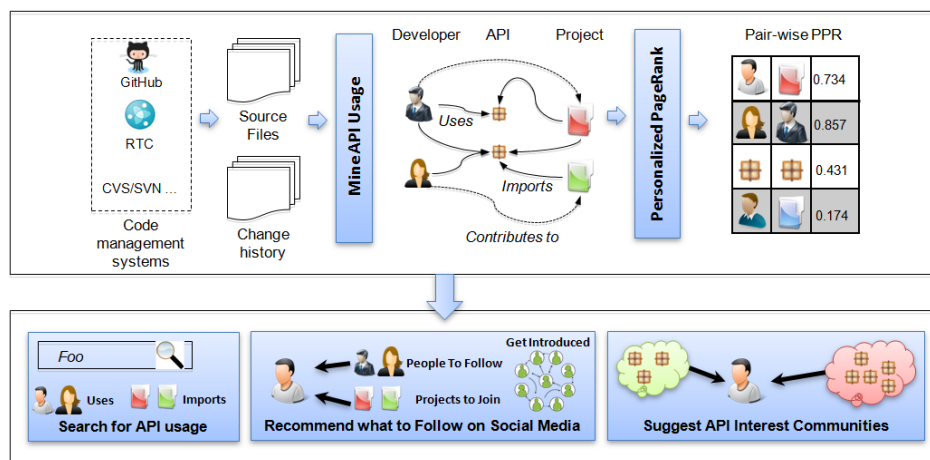 GitHub
RTC
CVS/SVN ...
Code
management
systems
Source
Files
Change
history
Mine API Usage
Developer
API
Project
Uses
Imports
Contributes to
Personalized PageRank
Pair-wise PPR
0.734
0.857
0.431
0.174
Foo
Uses
Imports
Search for API usage
People To Follow
Projects to Join
Get Introduced
Recommend what to Follow on Social Media
Suggest API Interest Communities